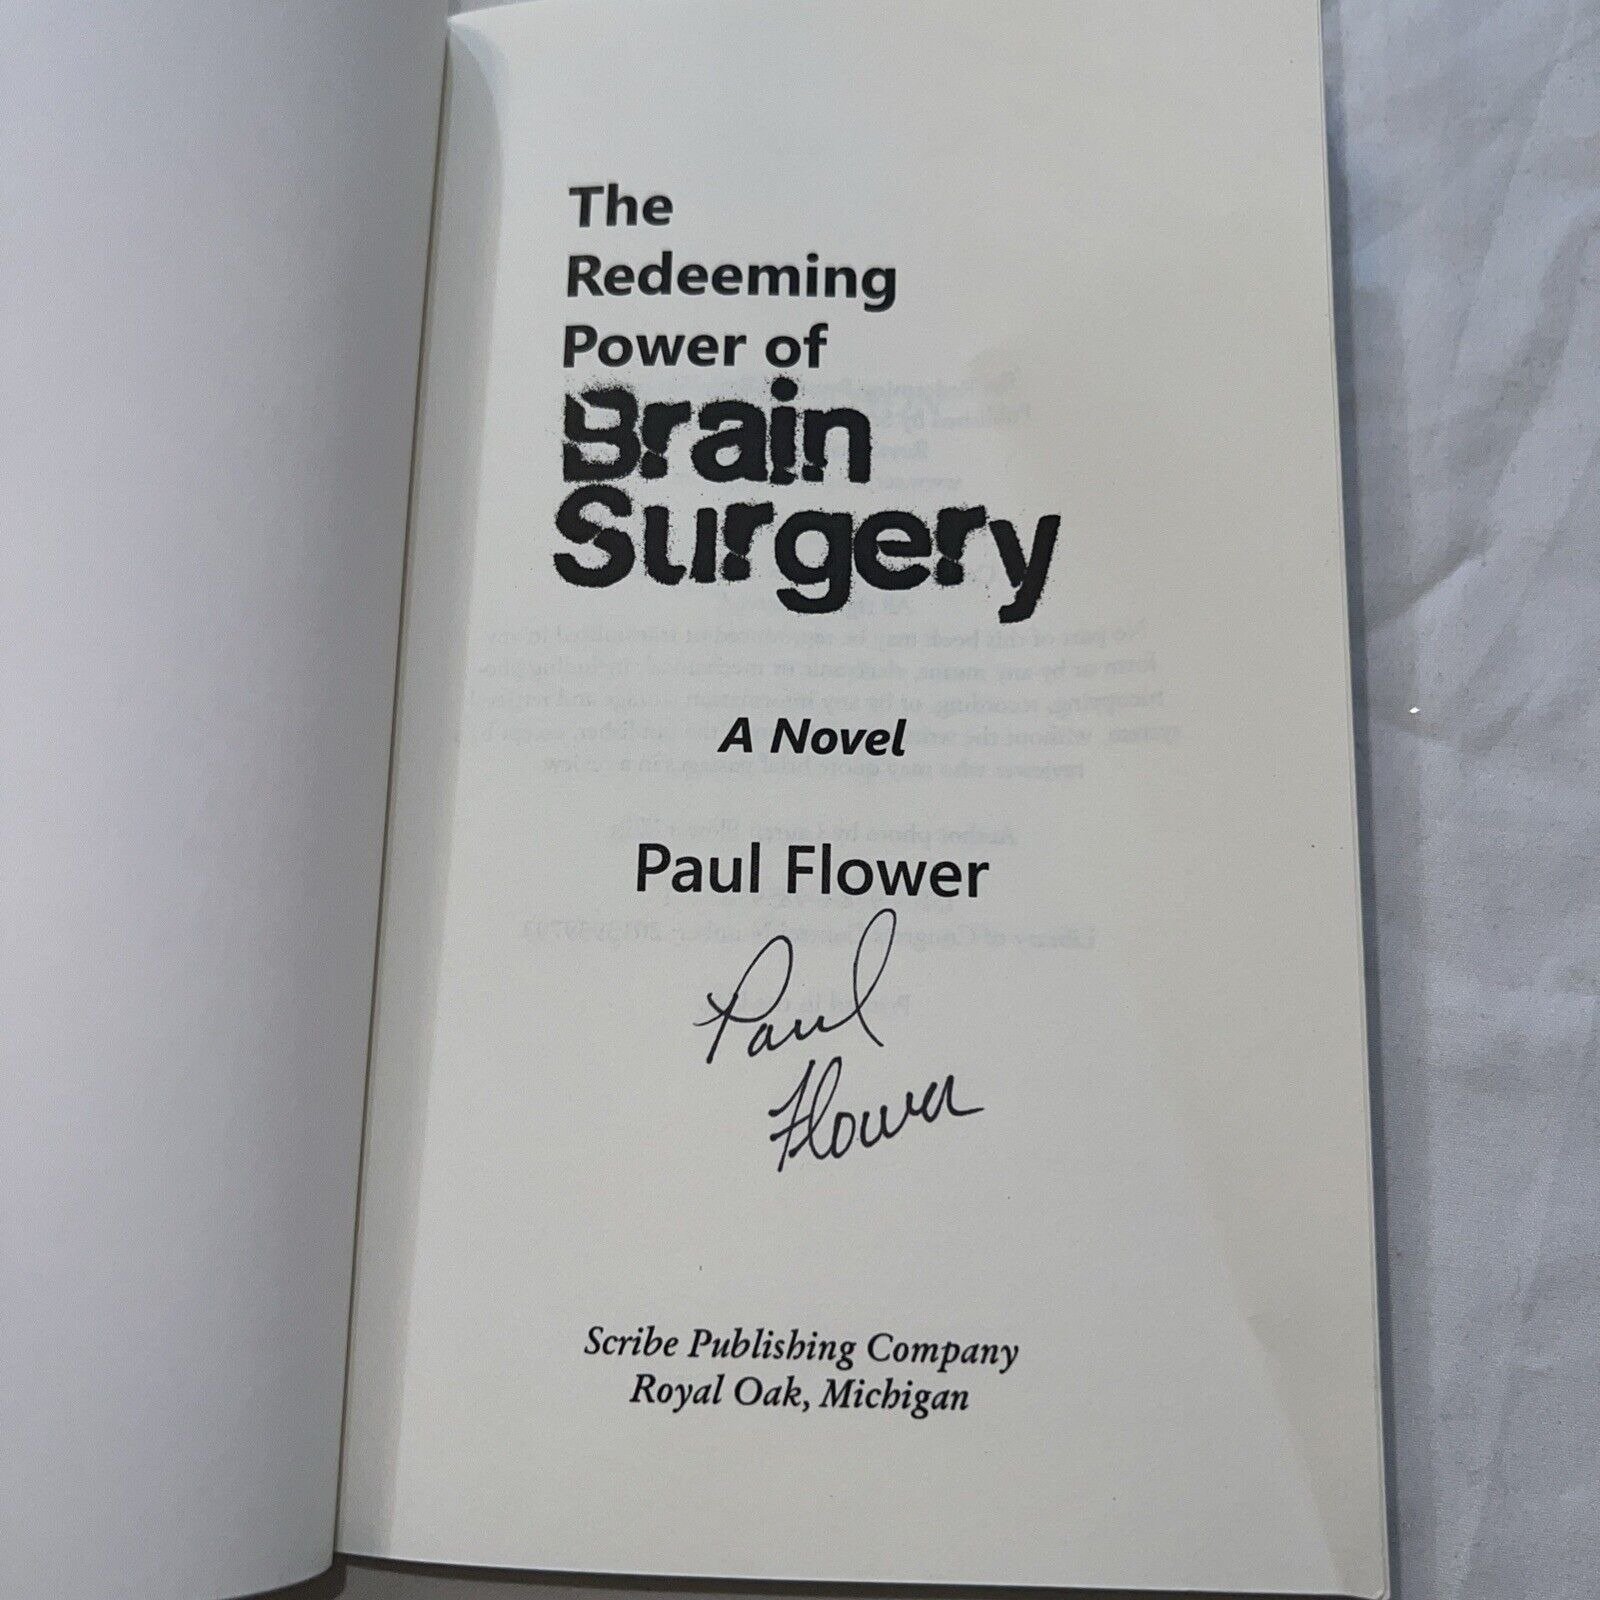 The
Redeeming
Power of
Brain
Surgery
A Novel
Paul Flower
Paul
Flower
Scribe Publishing Company
Royal Oak, Michigan